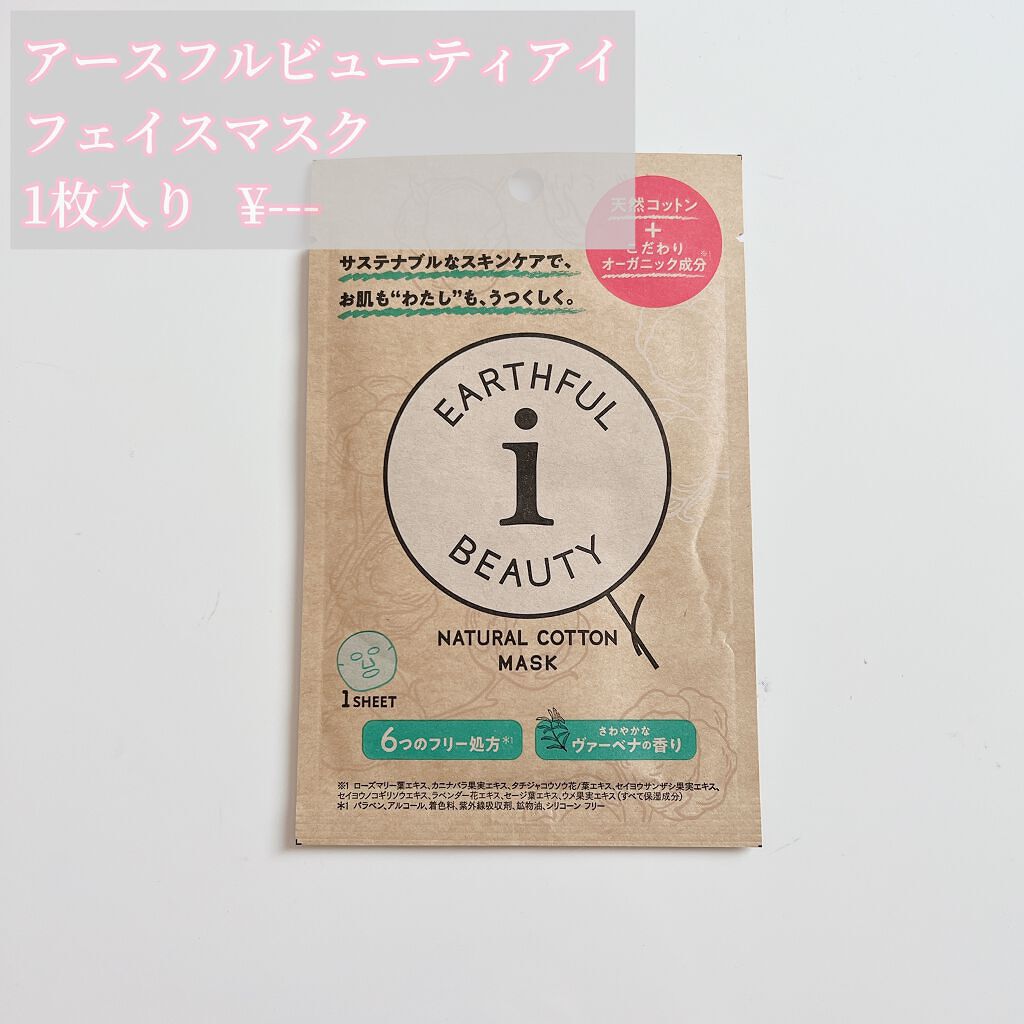 アースフルビューティアイ
フェイスマスク
1枚入り ¥---
天然コットン
+
こだわり
オーガニック成分※1
サステナブルなスキンケアで、
お肌も“わたし”も、うつくしく。
EARTHFUL
i
BEAUTY
NATURAL COTTON
MASK
1 SHEET
6つのフリー処方*1
さわやかな
ヴァーベナの香り
※1 ローズマリー葉エキス、カニナバラ果実エキス、タチジャコウソウ花/葉エキス、セイヨウサンザシ果実エキス、
セイヨウノコギリソウエキス、ラベンダー花エキス、セージ葉エキス、ウメ果実エキス(すべて保湿成分)
*1 パラベン、アルコール、着色料、紫外線吸収剤、鉱物油、シリコーン フリー